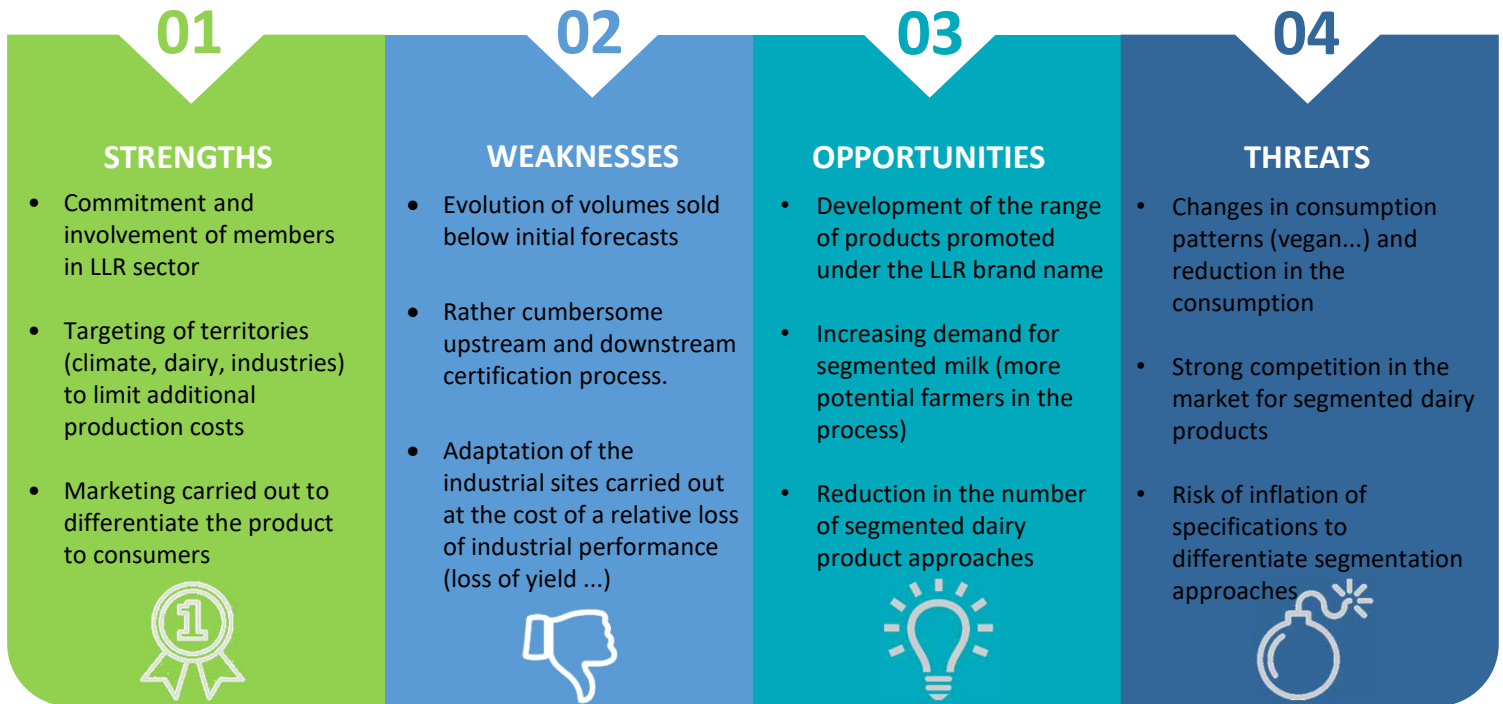 01
STRENGTHS
• Commitment and
involvement of members
in LLR sector
• Targeting of territories
(climate, dairy, industries)
to limit additional
production costs
• Marketing carried out to
differentiate the product
to consumers
1
02
WEAKNESSES
• Evolution of volumes sold
below initial forecasts
• Rather cumbersome
upstream and downstream
certification process.
• Adaptation of the
industrial sites carried out
at the cost of a relative loss
of industrial performance
(loss of yield ...)
03
OPPORTUNITIES
• Development of the range
of products promoted
under the LLR brand name
• Increasing demand for
segmented milk (more
potential farmers in the
process)
• Reduction in the number
of segmented dairy
product approaches
04
THREATS
• Changes in consumption
patterns (vegan...) and
reduction in the
consumption
• Strong competition in the
market for segmented dairy
products
• Risk of inflation of
specifications to
differentiate segmentation
approaches